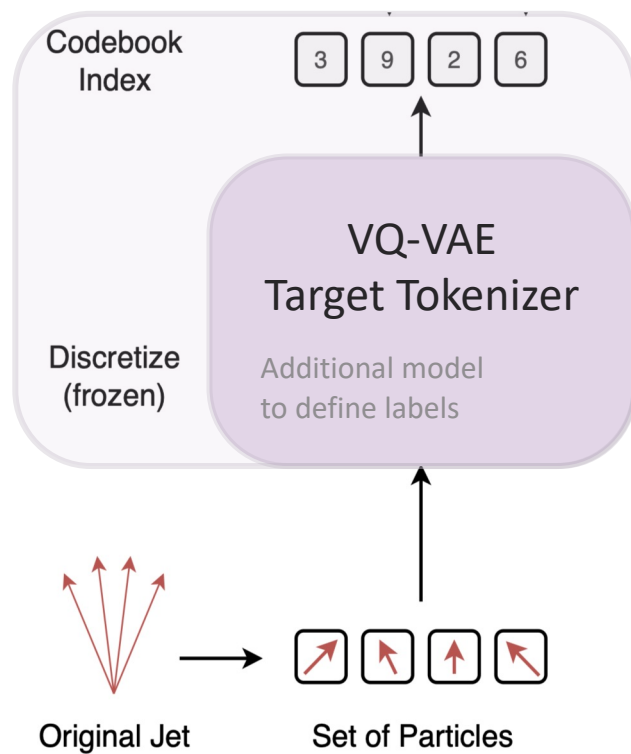 Codebook
Index
3 9 2 6
VQ-VAE
Target Tokenizer
Discretize
(frozen)
Additional model
to define labels
Original Jet
Set of Particles